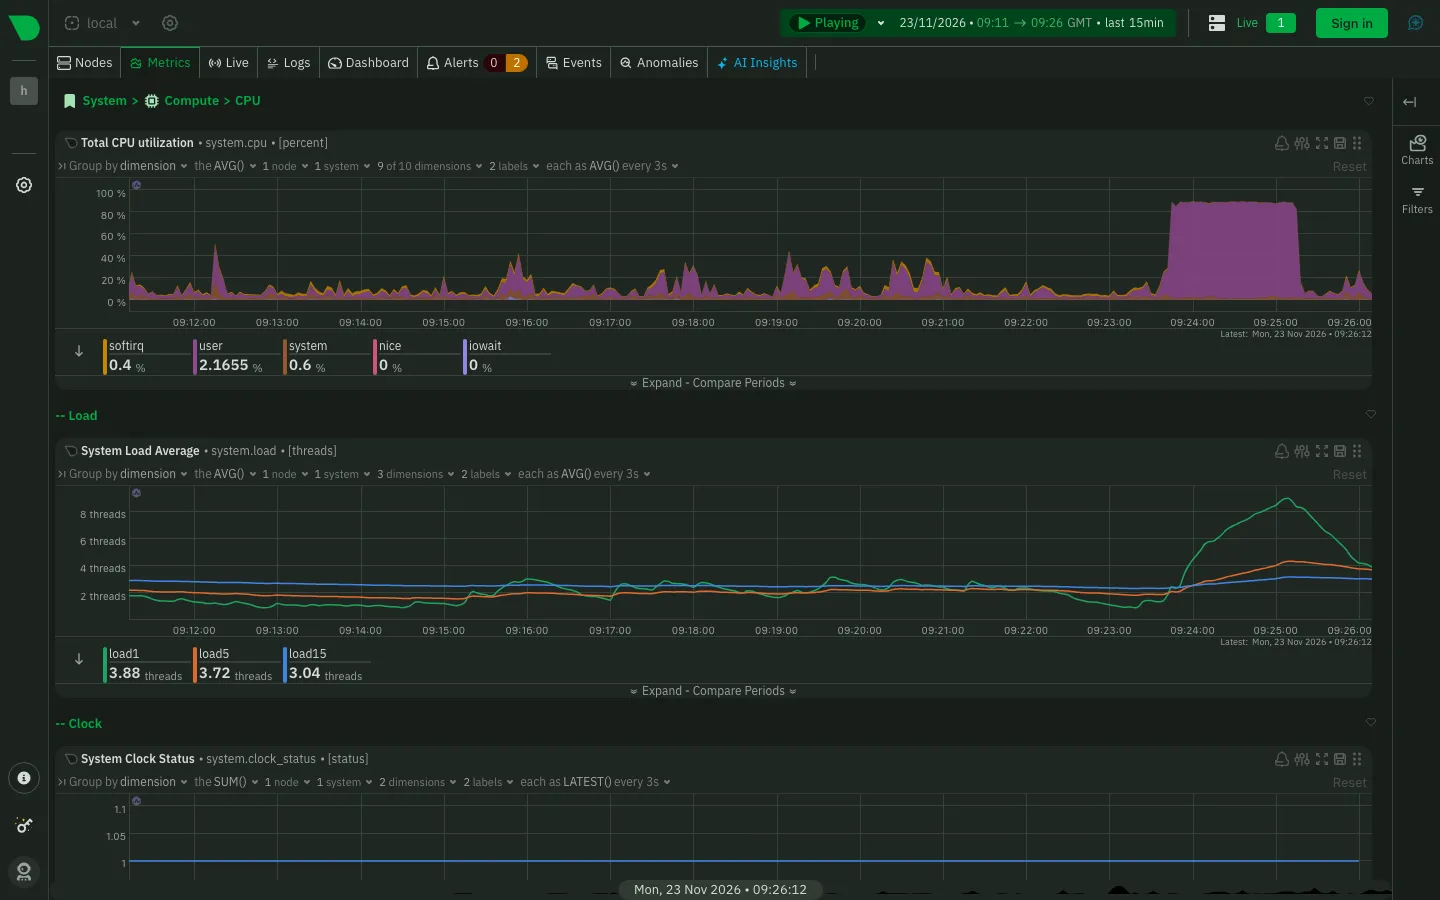 local
Playing 23/11/2026 • 09:11 → 09:26 GMT • last 15min
Live 1
Sign in
Nodes Metrics Live Logs Dashboard Alerts 0 2 Events Anomalies AI Insights
h
System > Compute > CPU
Charts
Filters
Total CPU utilization • system.cpu • [percent]
Group by dimension the AVG() 1 node 1 system 9 of 10 dimensions 2 labels each as AVG() every 3s
Reset
100 %
80 %
60 %
40 %
20 %
0 %
09:12:00 09:13:00 09:14:00 09:15:00 09:16:00 09:17:00 09:18:00 09:19:00 09:20:00 09:21:00 09:22:00 09:23:00 09:24:00 09:25:00 09:26:00
Latest: Mon, 23 Nov 2026 • 09:26:12
softirq user system nice iowait
0.4 % 2.1655 % 0.6 % 0 % 0 %
Expand - Compare Periods
-- Load
System Load Average • system.load • [threads]
Group by dimension the AVG() 1 node 1 system 3 dimensions 2 labels each as AVG() every 3s
Reset
8 threads
6 threads
4 threads
2 threads
09:12:00 09:13:00 09:14:00 09:15:00 09:16:00 09:17:00 09:18:00 09:19:00 09:20:00 09:21:00 09:22:00 09:23:00 09:24:00 09:25:00 09:26:00
Latest: Mon, 23 Nov 2026 • 09:26:12
load1 load5 load15
3.88 threads 3.72 threads 3.04 threads
Expand - Compare Periods
-- Clock
System Clock Status • system.clock_status • [status]
Group by dimension the SUM() 1 node 1 system 2 dimensions 2 labels each as LATEST() every 3s
Reset
1.1
1.05
1
Mon, 23 Nov 2026 • 09:26:12